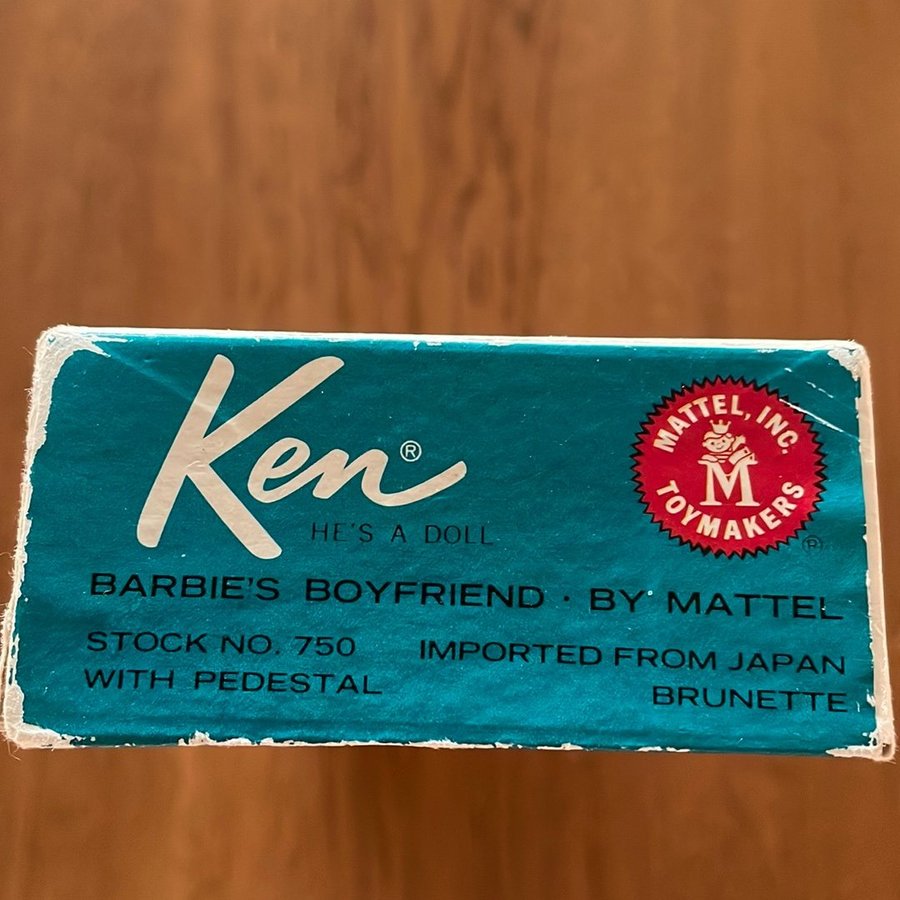 Ken®
HE'S A DOLL
MATTEL, INC.
M
TOYMAKERS
®
BARBIE'S BOYFRIEND · BY MATTEL
STOCK NO. 750
WITH PEDESTAL
IMPORTED FROM JAPAN
BRUNETTE